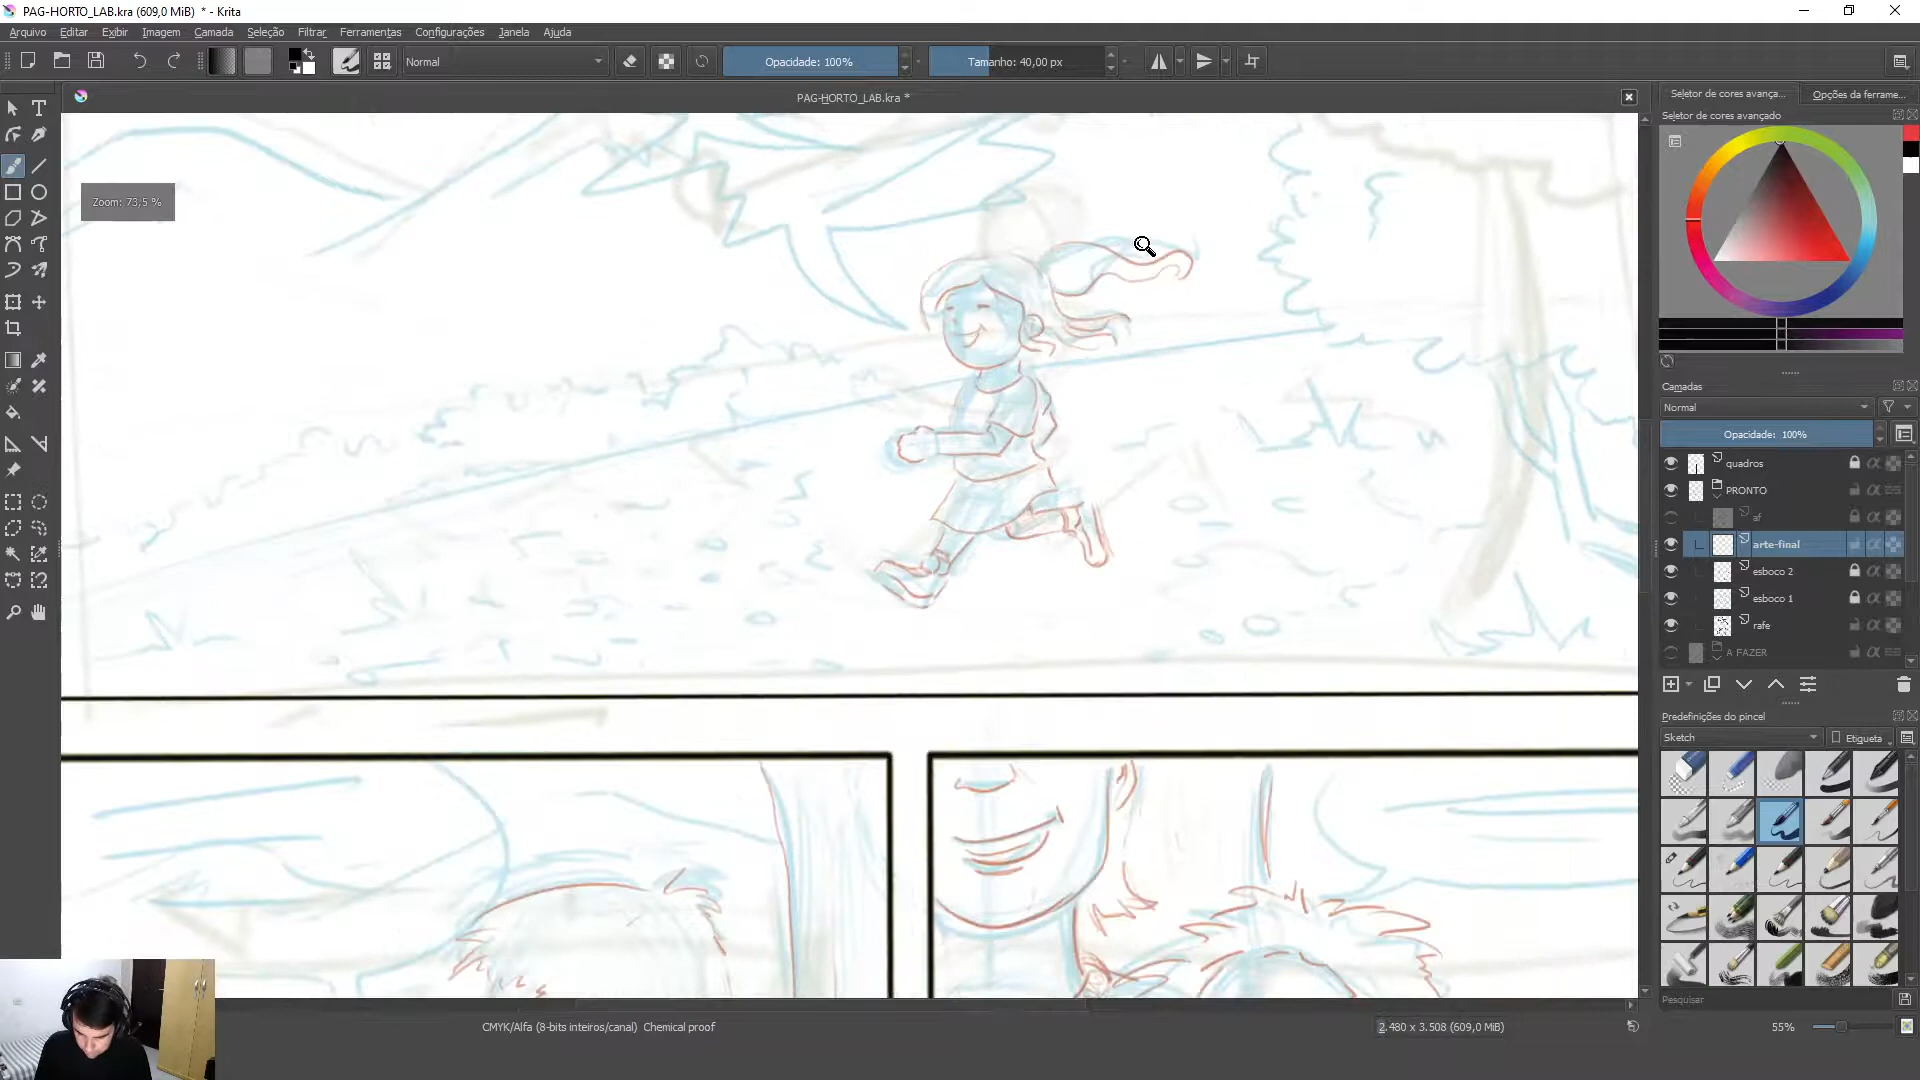 PAG-HORTO_LAB.kra (609,0 MiB)  * - Krita
Arquivo Editar Exibir Imagem Camada Seleção Filtrar Ferramentas Configurações Janela Ajuda
Normal Opacidade: 100% Tamanho: 40,00 px
PAG-HORTO_LAB.kra *
Seletor de cores avança... Opções da ferrame...
Seletor de cores avançado
Zoom: 73,5 %
Camadas
Normal
Opacidade:  100%
quadros
PRONTO
af
arte-final
esboco 2
esboco 1
rafe
A FAZER
Predefinições do pincel
Sketch Etiqueta
Pesquisar
CMYK/Alfa (8-bits inteiros/canal)  Chemical proof 2.480 x 3.508 (609,0 MiB) 55%